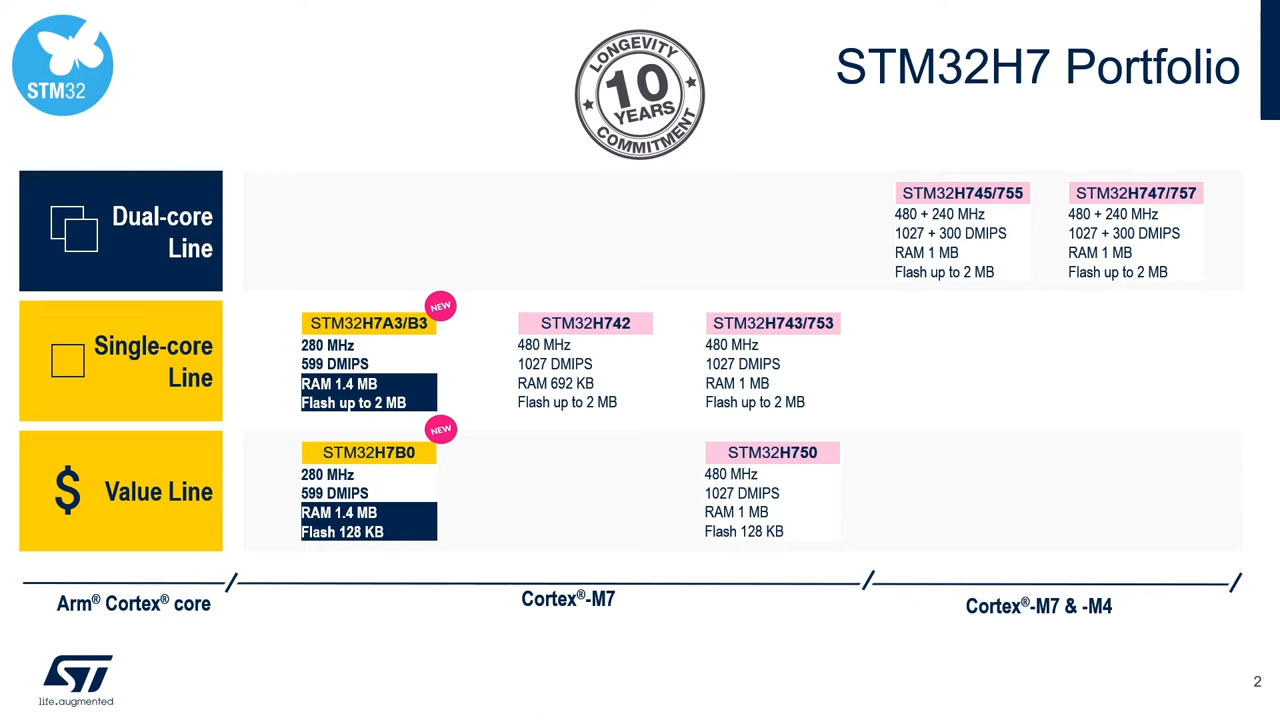 STM32
LONGEVITY
10
YEARS
COMMITMENT
STM32H7 Portfolio
Dual-core
Line
STM32H745/755
480 + 240 MHz
1027 + 300 DMIPS
RAM 1 MB
Flash up to 2 MB
STM32H747/757
480 + 240 MHz
1027 + 300 DMIPS
RAM 1 MB
Flash up to 2 MB
Single-core
Line
NEW
STM32H7A3/B3
280 MHz
599 DMIPS
RAM 1.4 MB
Flash up to 2 MB
STM32H742
480 MHz
1027 DMIPS
RAM 692 KB
Flash up to 2 MB
STM32H743/753
480 MHz
1027 DMIPS
RAM 1 MB
Flash up to 2 MB
$ Value Line
NEW
STM32H7B0
280 MHz
599 DMIPS
RAM 1.4 MB
Flash 128 KB
STM32H750
480 MHz
1027 DMIPS
RAM 1 MB
Flash 128 KB
Arm® Cortex® core
Cortex®-M7
Cortex®-M7 & -M4
ST
life.augmented
2